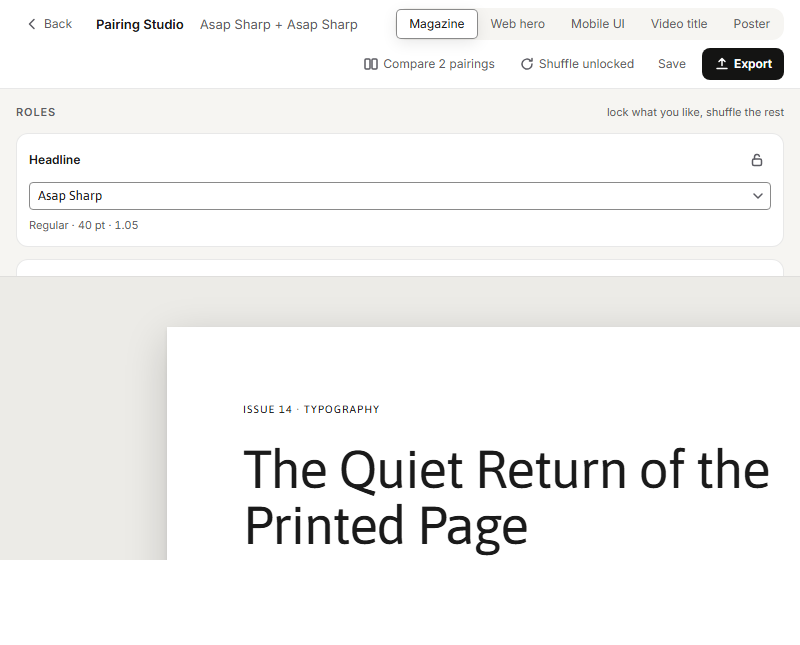 Back
Pairing Studio
Asap Sharp + Asap Sharp
Magazine
Web hero
Mobile UI
Video title
Poster
Compare 2 pairings
Shuffle unlocked
Save
Export
ROLES
lock what you like, shuffle the rest
Headline
Asap Sharp
Regular · 40 pt · 1.05
ISSUE 14 · TYPOGRAPHY
The Quiet Return of the
Printed Page